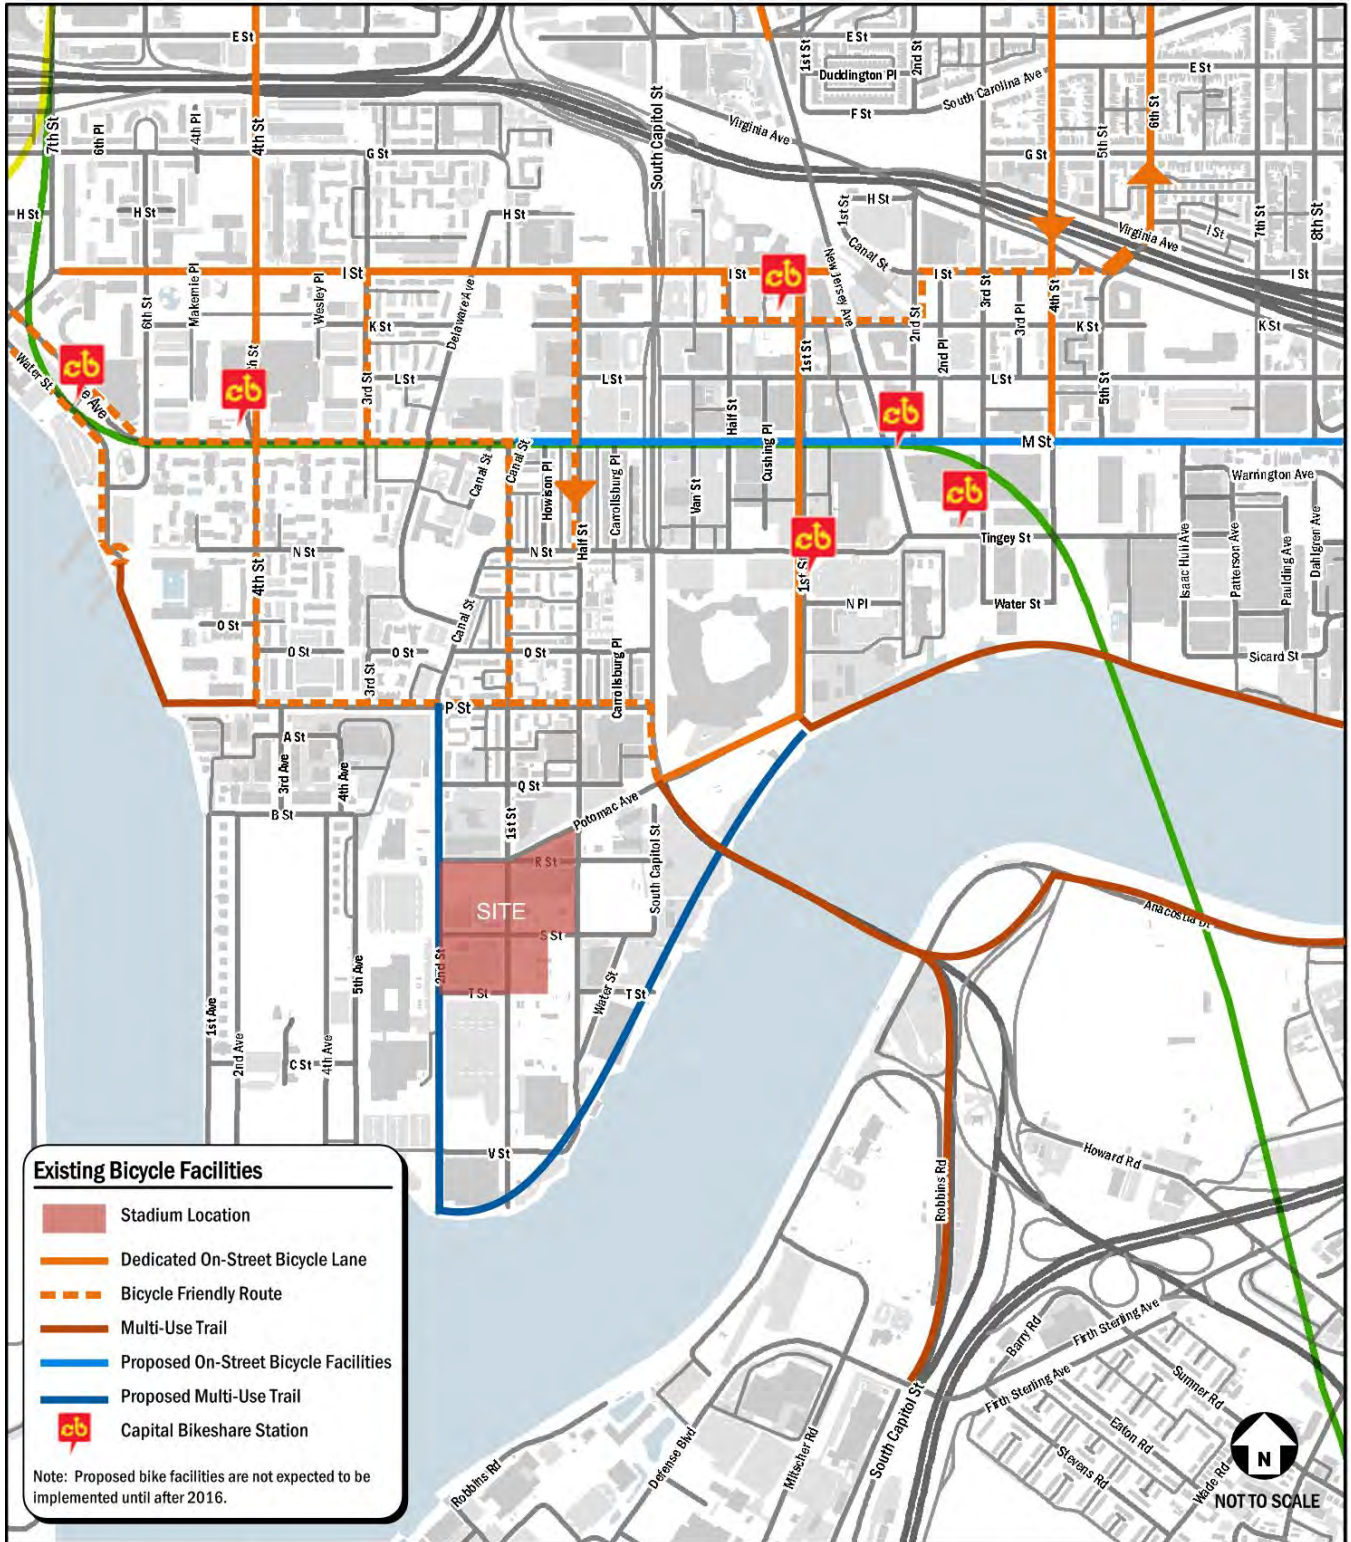 E St
E St
1st St
2nd St
Duddington Pl
South Carolina Ave
E St
F St
6th St
7th St
6th Pl
4th Pl
4th St
South Capitol St
Virginia Ave
5th St
G St
G St
H St
H St
H St
1st St
H St
Canal St
New Jersey Ave
Virginia Ave
I St
7th St
8th St
I St
I St
cb
I St
3rd St
4th St
I St
6th St
Makemie Pl
Wesley Pl
Delaware Ave
K St
1st St
2nd St
2nd Pl
3rd Pl
K St
K St
Water St
cb
cb
3rd St
L St
L St
Half St
Cushing Pl
cb
L St
5th St
M St
Canal St
Canal St
Howison Pl
Half St
Carrollsburg Pl
Van St
cb
Warrington Ave
N St
4th St
N St
cb
1st St
Tingey St
Isaac Hull Ave
Patterson Ave
Paulding Ave
Dahlgren Ave
Water St
N Pl
O St
O St
3rd St
O St
Canal St
O St
Carrollsburg Pl
Sicard St
P St
A St
3rd Ave
4th Ave
B St
Q St
1st St
Potomac Ave
R St
South Capitol St
SITE
S St
2nd St
T St
Water St
T St
Anacostia Dr
1st Ave
2nd Ave
C St
4th Ave
5th Ave
V St
Howard Rd
Robbins Rd
Barry Rd
Firth Sterling Ave
Firth Sterling Ave
Sumner Rd
Eaton Rd
Stevens Rd
Wade Rd
South Capitol St
Mitscher Rd
Defense Blvd
Robbins Rd
Existing Bicycle Facilities
Stadium Location
Dedicated On-Street Bicycle Lane
Bicycle Friendly Route
Multi-Use Trail
Proposed On-Street Bicycle Facilities
Proposed Multi-Use Trail
cb Capital Bikeshare Station
Note: Proposed bike facilities are not expected to be
implemented until after 2016.
N
NOT TO SCALE